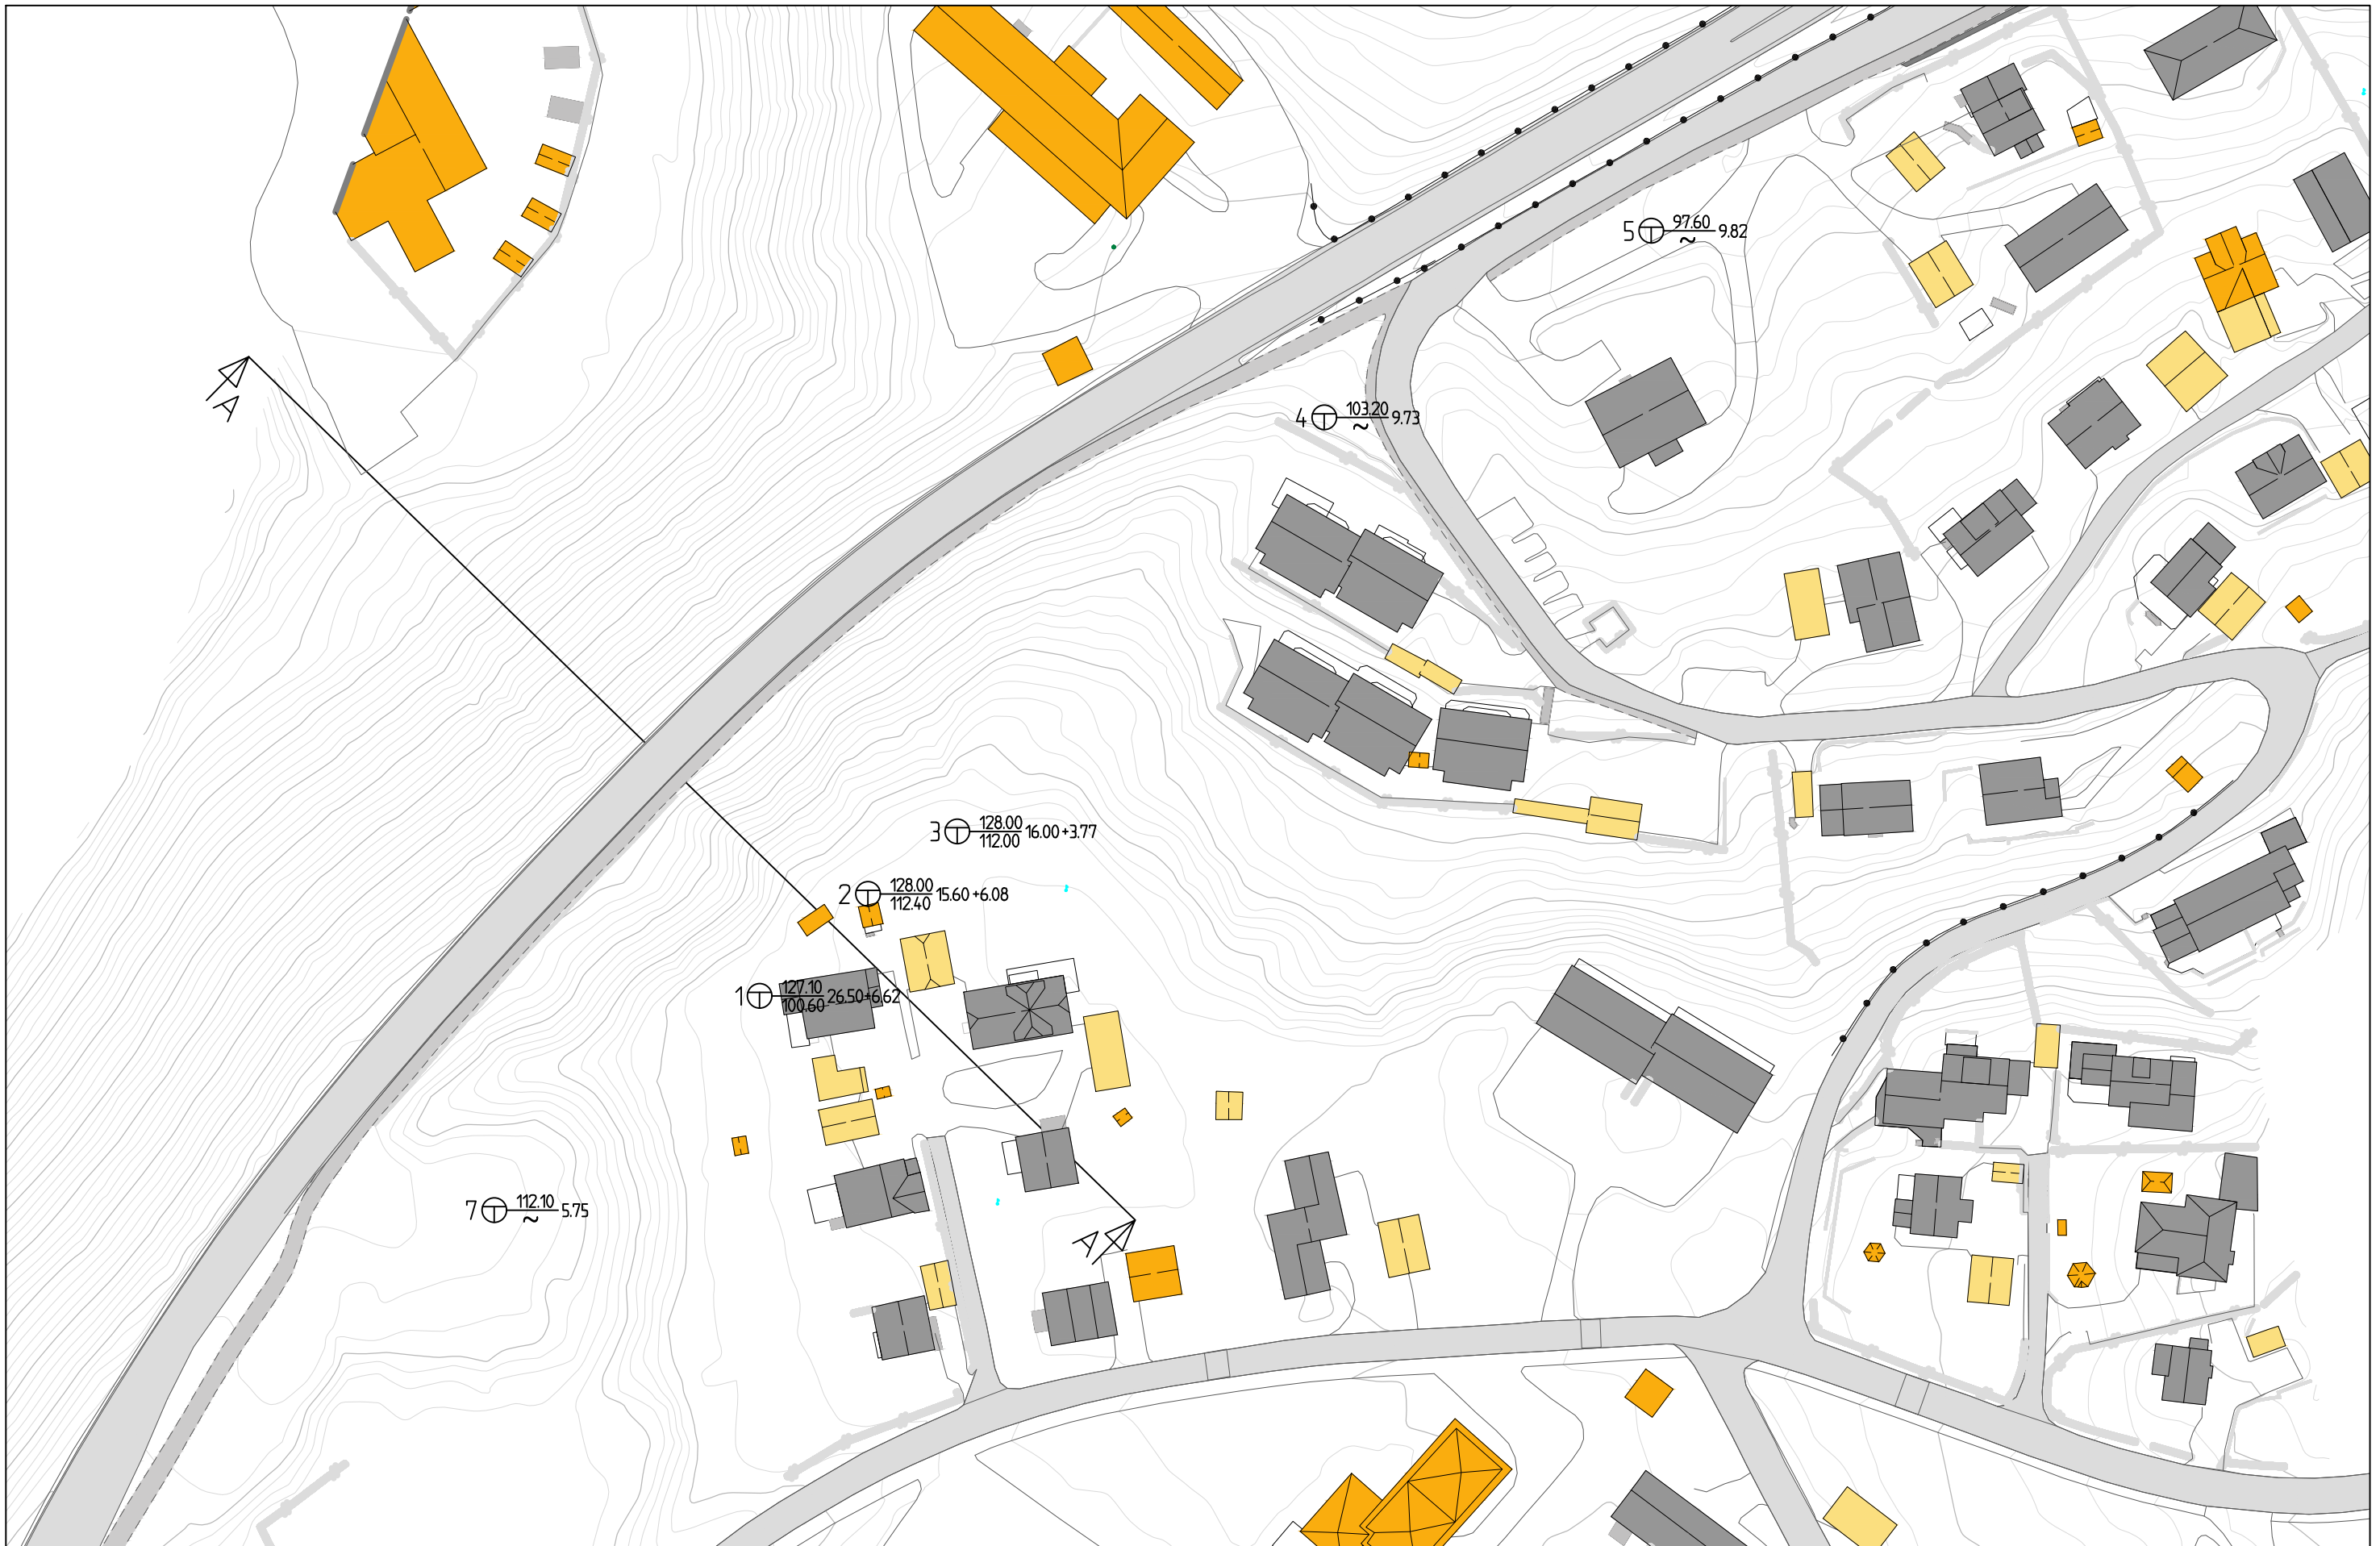 5 97.60 ~ 9.82
A
4 103.20 ~ 9.73
3 128.00 16.00+3.77
112.00
2 128.00 15.60+6.08
112.40
1 127.10 26.50+6.62
100.60
7 112.10 ~ 5.75
A